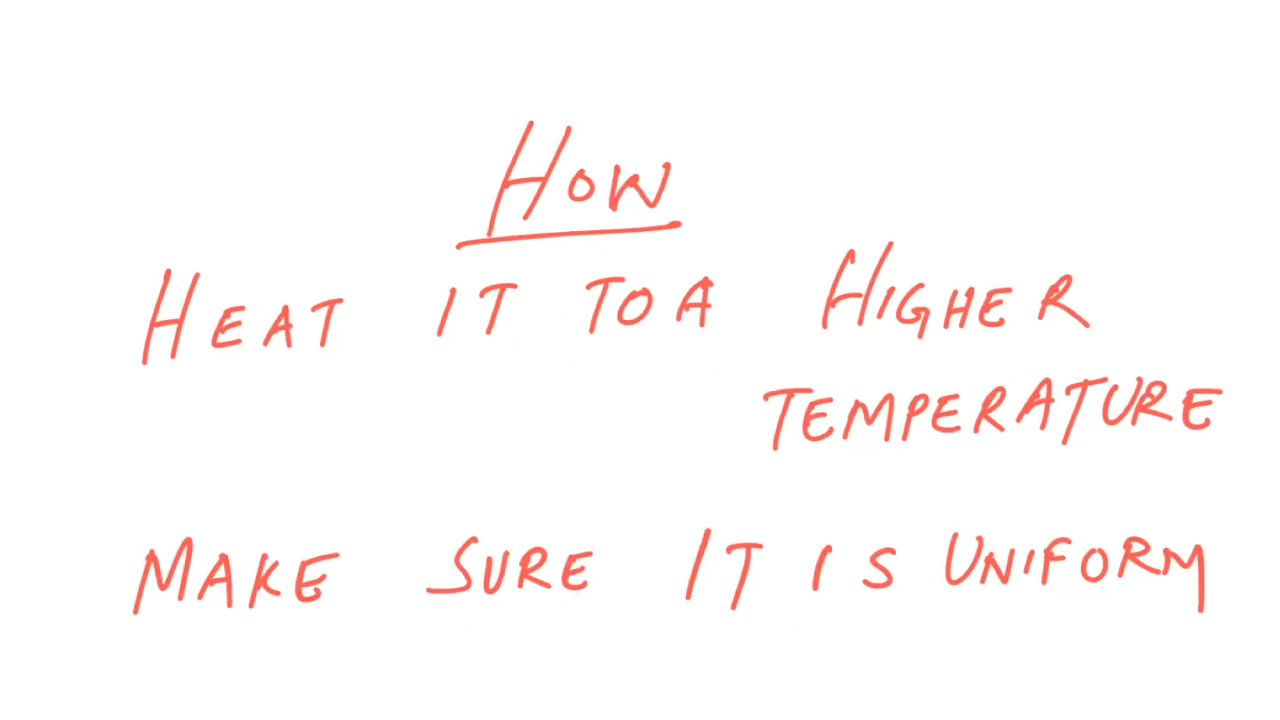 HOW
HEAT IT TO A HIGHER
TEMPERATURE
MAKE SURE IT IS UNIFORM